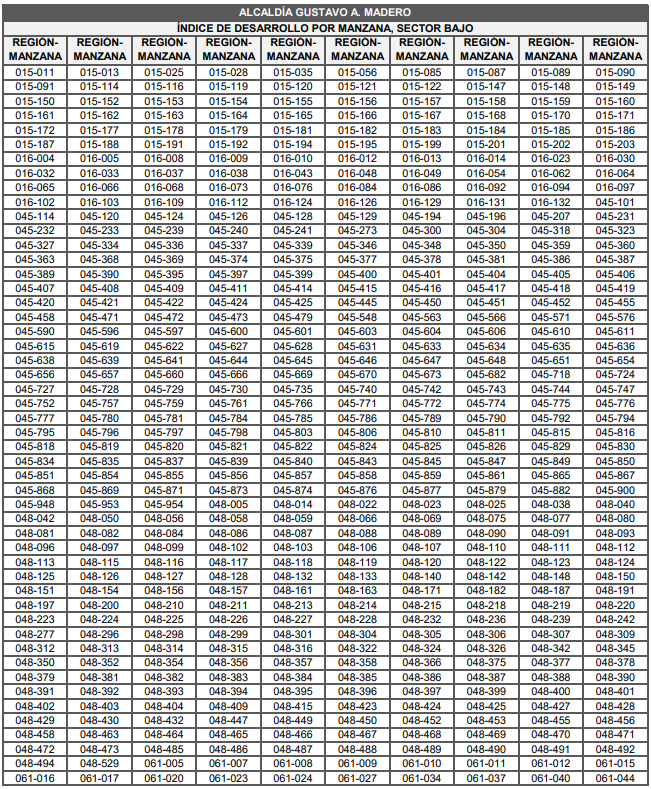 ALCALDÍA GUSTAVO A. MADERO
ÍNDICE DE DESARROLLO POR MANZANA, SECTOR BAJO
REGIÓN- REGIÓN- REGIÓN- REGIÓN- REGIÓN- REGIÓN- REGIÓN- REGIÓN- REGIÓN- REGIÓN-
MANZANA MANZANA MANZANA MANZANA MANZANA MANZANA MANZANA MANZANA MANZANA MANZANA
015-011 015-013 015-025 015-028 015-035 015-056 015-085 015-087 015-089 015-090
015-091 015-114 015-116 015-119 015-120 015-121 015-122 015-147 015-148 015-149
015-150 015-152 015-153 015-154 015-155 015-156 015-157 015-158 015-159 015-160
015-161 015-162 015-163 015-164 015-165 015-166 015-167 015-168 015-170 015-171
015-172 015-177 015-178 015-179 015-181 015-182 015-183 015-184 015-185 015-186
015-187 015-188 015-191 015-192 015-194 015-195 015-199 015-201 015-202 015-203
016-004 016-005 016-008 016-009 016-010 016-012 016-013 016-014 016-023 016-030
016-032 016-033 016-037 016-038 016-043 016-048 016-049 016-054 016-062 016-064
016-065 016-066 016-068 016-073 016-076 016-084 016-086 016-092 016-094 016-097
016-102 016-103 016-109 016-112 016-124 016-126 016-129 016-131 016-132 045-101
045-114 045-120 045-124 045-126 045-128 045-129 045-194 045-196 045-207 045-231
045-232 045-233 045-239 045-240 045-241 045-273 045-300 045-304 045-318 045-323
045-327 045-334 045-336 045-337 045-339 045-346 045-348 045-350 045-359 045-360
045-363 045-368 045-369 045-374 045-375 045-377 045-378 045-381 045-386 045-387
045-389 045-390 045-395 045-397 045-399 045-400 045-401 045-404 045-405 045-406
045-407 045-408 045-409 045-411 045-414 045-415 045-416 045-417 045-418 045-419
045-420 045-421 045-422 045-424 045-425 045-445 045-450 045-451 045-452 045-455
045-458 045-471 045-472 045-473 045-479 045-548 045-563 045-566 045-571 045-576
045-590 045-596 045-597 045-600 045-601 045-603 045-604 045-606 045-610 045-611
045-615 045-619 045-622 045-627 045-628 045-631 045-633 045-634 045-635 045-636
045-638 045-639 045-641 045-644 045-645 045-646 045-647 045-648 045-651 045-654
045-656 045-657 045-660 045-666 045-669 045-670 045-673 045-682 045-718 045-724
045-727 045-728 045-729 045-730 045-735 045-740 045-742 045-743 045-744 045-747
045-752 045-757 045-759 045-761 045-766 045-771 045-772 045-774 045-775 045-776
045-777 045-780 045-781 045-784 045-785 045-786 045-789 045-790 045-792 045-794
045-795 045-796 045-797 045-798 045-803 045-806 045-810 045-811 045-815 045-816
045-818 045-819 045-820 045-821 045-822 045-824 045-825 045-826 045-829 045-830
045-834 045-835 045-837 045-839 045-840 045-843 045-845 045-847 045-849 045-850
045-851 045-854 045-855 045-856 045-857 045-858 045-859 045-861 045-865 045-867
045-868 045-869 045-871 045-873 045-874 045-876 045-877 045-879 045-882 045-900
045-948 045-953 045-954 048-005 048-014 048-022 048-023 048-025 048-038 048-040
048-042 048-050 048-056 048-058 048-059 048-066 048-069 048-075 048-077 048-080
048-081 048-082 048-084 048-086 048-087 048-088 048-089 048-090 048-091 048-093
048-096 048-097 048-099 048-102 048-103 048-106 048-107 048-110 048-111 048-112
048-113 048-115 048-116 048-117 048-118 048-119 048-120 048-122 048-123 048-124
048-125 048-126 048-127 048-128 048-132 048-133 048-140 048-142 048-148 048-150
048-151 048-154 048-156 048-157 048-161 048-163 048-171 048-182 048-187 048-191
048-197 048-200 048-210 048-211 048-213 048-214 048-215 048-218 048-219 048-220
048-223 048-224 048-225 048-226 048-227 048-228 048-232 048-236 048-239 048-242
048-277 048-296 048-298 048-299 048-301 048-304 048-305 048-306 048-307 048-309
048-312 048-313 048-314 048-315 048-316 048-322 048-324 048-326 048-342 048-345
048-350 048-352 048-354 048-356 048-357 048-358 048-366 048-375 048-377 048-378
048-379 048-381 048-382 048-383 048-384 048-385 048-386 048-387 048-388 048-390
048-391 048-392 048-393 048-394 048-395 048-396 048-397 048-399 048-400 048-401
048-402 048-403 048-404 048-409 048-415 048-423 048-424 048-425 048-427 048-428
048-429 048-430 048-432 048-447 048-449 048-450 048-452 048-453 048-455 048-456
048-458 048-463 048-464 048-465 048-466 048-467 048-468 048-469 048-470 048-471
048-472 048-473 048-485 048-486 048-487 048-488 048-489 048-490 048-491 048-492
048-494 048-529 061-005 061-007 061-008 061-009 061-010 061-011 061-012 061-015
061-016 061-017 061-020 061-023 061-024 061-027 061-034 061-037 061-040 061-044